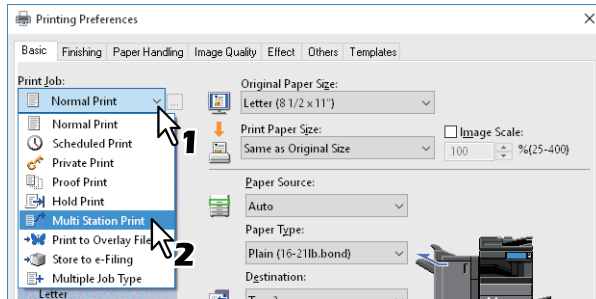 Printing Preferences
Basic Finishing Paper Handling Image Quality Effect Others Templates
Print Job:
Normal Print
...
Normal Print
Scheduled Print
Private Print
Proof Print
Hold Print
Multi Station Print
Print to Overlay File
Store to e-Filing
Multiple Job Type
Letter
1
2
Original Paper Size:
Letter (8 1/2 x 11")
Print Paper Size:
Same as Original Size
Image Scale:
100 %(25-400)
Paper Source:
Auto
Paper Type:
Plain (16-21lb.bond)
Destination: